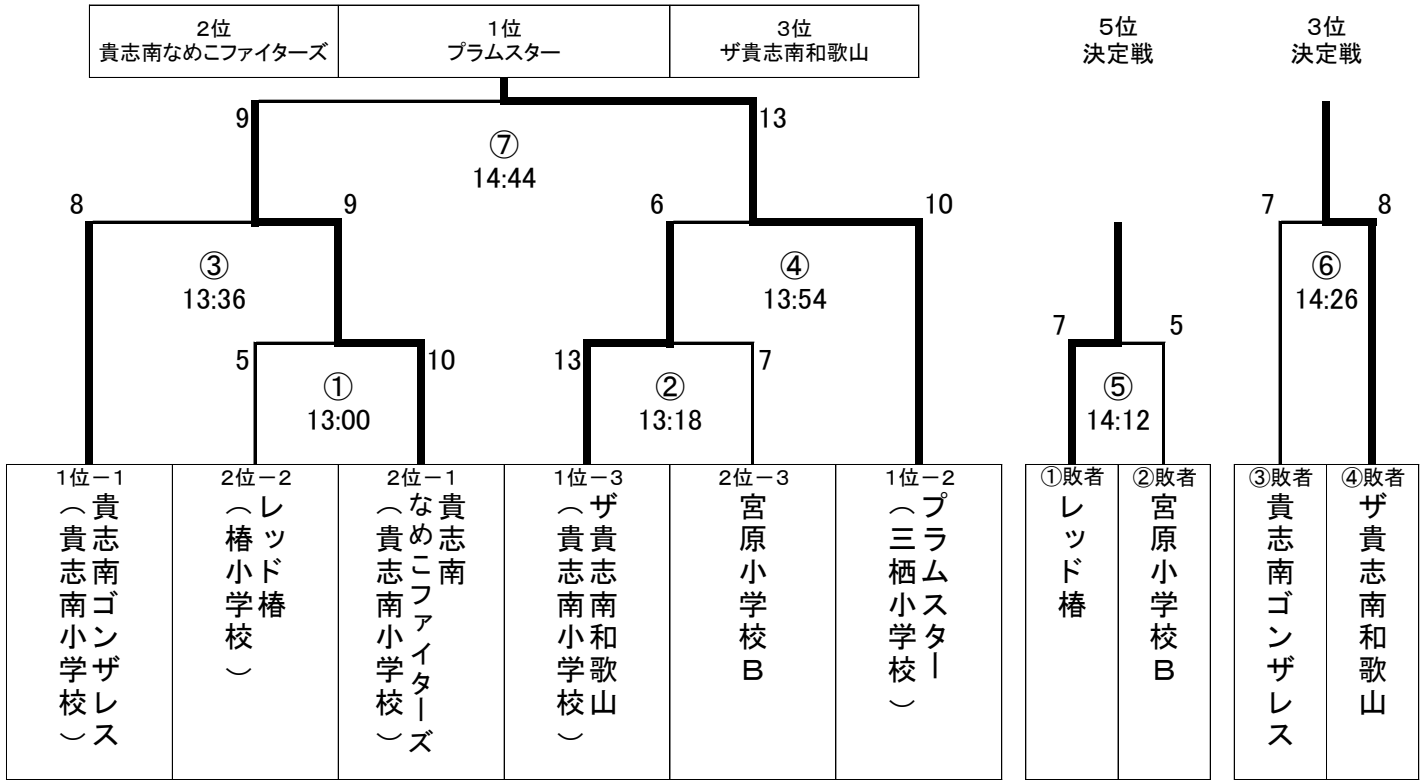 2位
貴志南なめこファイターズ
1位
プラムスター
3位
ザ貴志南和歌山
5位
決定戦
3位
決定戦
9
13
⑦
14:44
8
9
6
10
7
8
③
13:36
④
13:54
⑥
14:26
5
10
13
7
7
5
①
13:00
②
13:18
⑤
14:12
1位－1
貴志南ゴンザレス
（貴志南小学校）
2位－2
レッド椿
（椿小学校）
2位－1
貴志南
なめこファイターズ
（貴志南小学校）
1位－3
ザ貴志南和歌山
（貴志南小学校）
2位－3
宮原小学校Ｂ
1位－2
プラムスター
（三栖小学校）
①敗者
レッド椿
②敗者
宮原小学校Ｂ
③敗者
貴志南ゴンザレス
④敗者
ザ貴志南和歌山